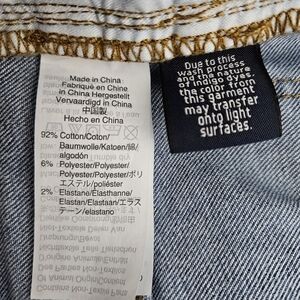 Made in China
Fabriqué en Chine
in China Hergestellt
Vervaardigd in China
中国製
Hecho en China
92% Cotton/Coton/
Baumwolle/Katoen/綿/
algodón
6% Polyester/Polyester/
Polyester/Polyester/ポリ
エステル/poliéster
2% Elastane/Élasthanne/
Elastan/Elastaan/エラス
テーン/elastano
Due to this
wash process
and the nature
of indigo dyes,
the color from
this garment
may transfer
onto light
surfaces.